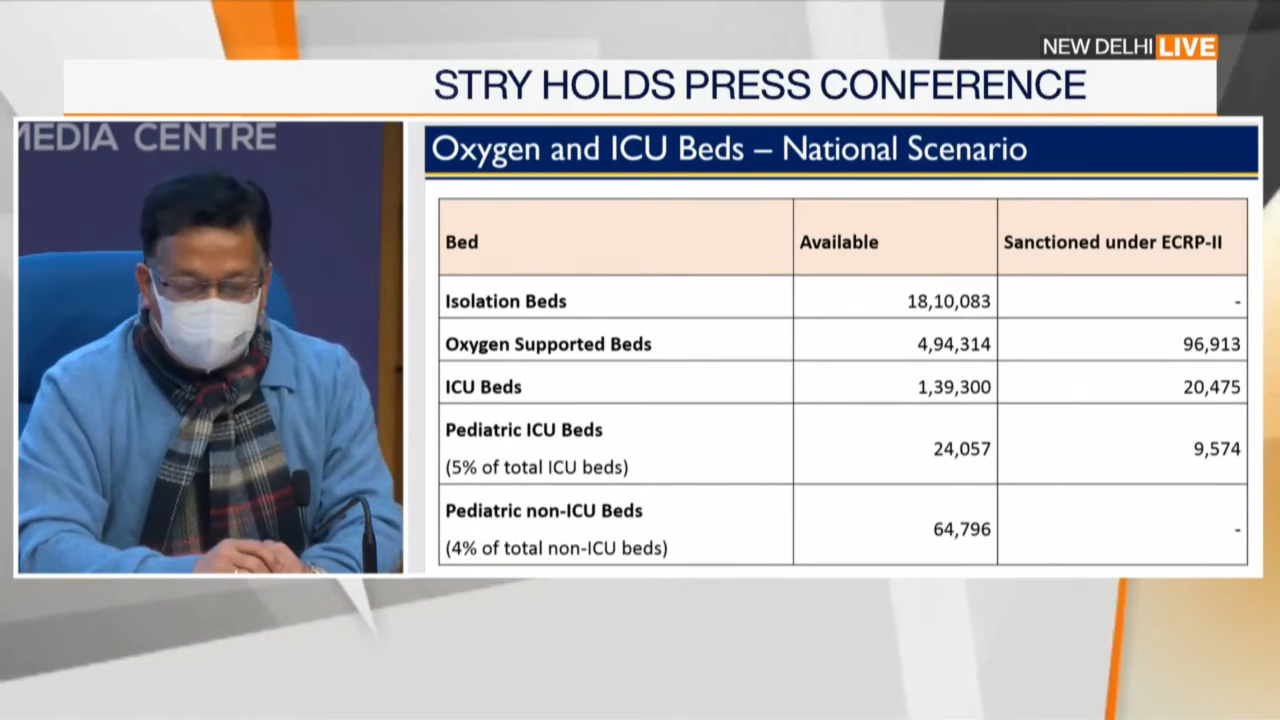 NEW DELHI LIVE
STRY HOLDS PRESS CONFERENCE
MEDIA CENTRE
Oxygen and ICU Beds – National Scenario
Bed Available Sanctioned under ECRP-II
Isolation Beds 18,10,083 -
Oxygen Supported Beds 4,94,314 96,913
ICU Beds 1,39,300 20,475
Pediatric ICU Beds
(5% of total ICU beds) 24,057 9,574
Pediatric non-ICU Beds
(4% of total non-ICU beds) 64,796 -